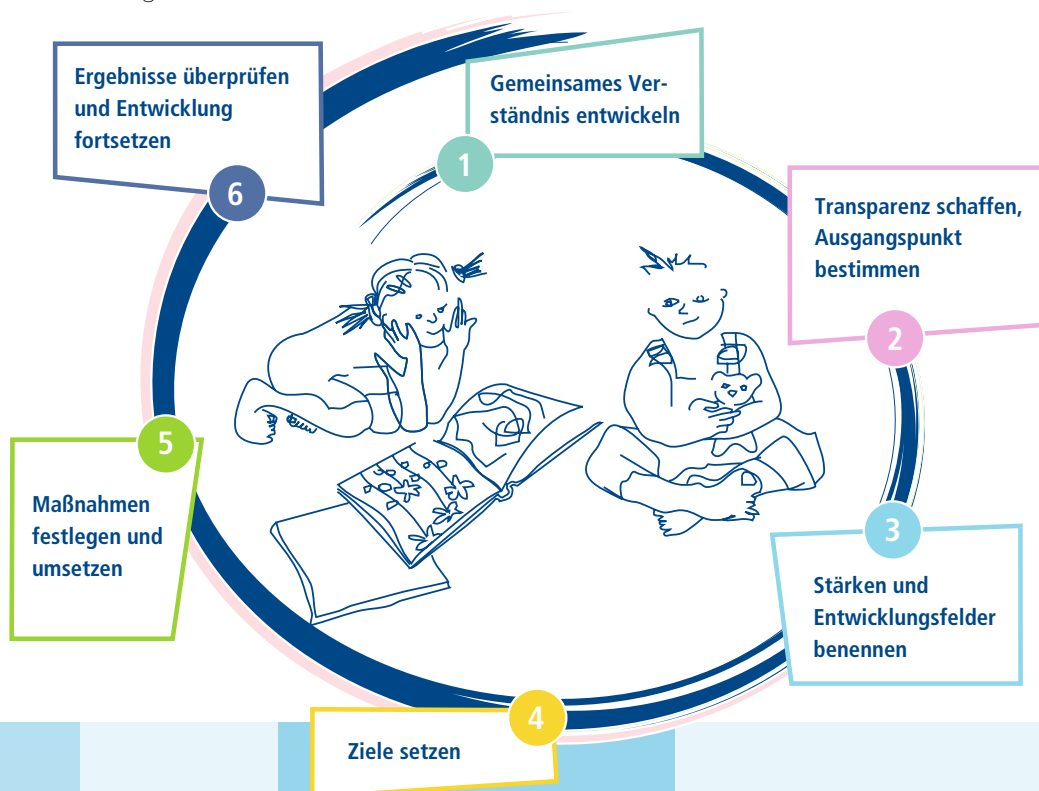 1
Gemeinsames Ver-
ständnis entwickeln
2
Transparenz schaffen,
Ausgangspunkt
bestimmen
3
Stärken und
Entwicklungsfelder
benennen
4
Ziele setzen
5
Maßnahmen
festlegen und
umsetzen
6
Ergebnisse überprüfen
und Entwicklung
fortsetzen